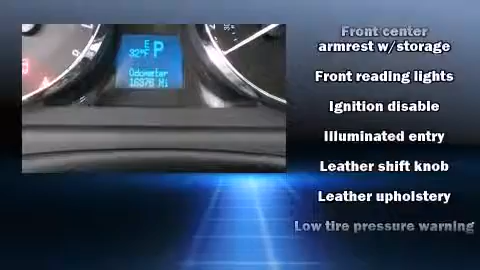 E P
32°F
Odometer
16376 Mi
Front center
armrest w/storage
Front reading lights
Ignition disable
Illuminated entry
Leather shift knob
Leather upholstery
Low tire pressure warning